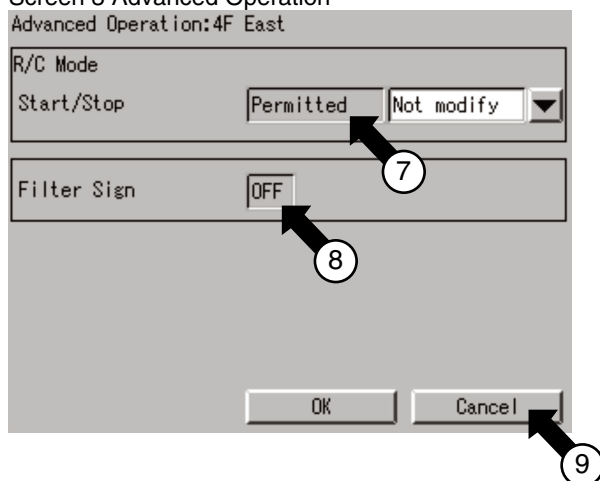 Screen 3 Advanced Operation
Advanced Operation:4F East
R/C Mode
Start/Stop Permitted Not modify
7
Filter Sign OFF
8
OK Cancel
9